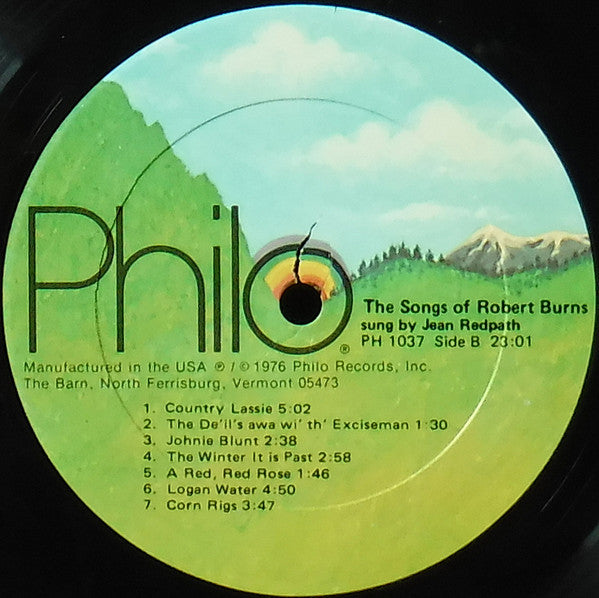 Philo®
The Songs of Robert Burns
sung by Jean Redpath
PH 1037 Side B 23:01
Manufactured in the USA ℗/© 1976 Philo Records, Inc.
The Barn, North Ferrisburg, Vermont 05473
1. Country Lassie 5:02
2. The De'il's awa wi' th' Exciseman 1:30
3. Johnie Blunt 2:38
4. The Winter It is Past 2:58
5. A Red, Red Rose 1:46
6. Logan Water 4:50
7. Corn Rigs 3:47